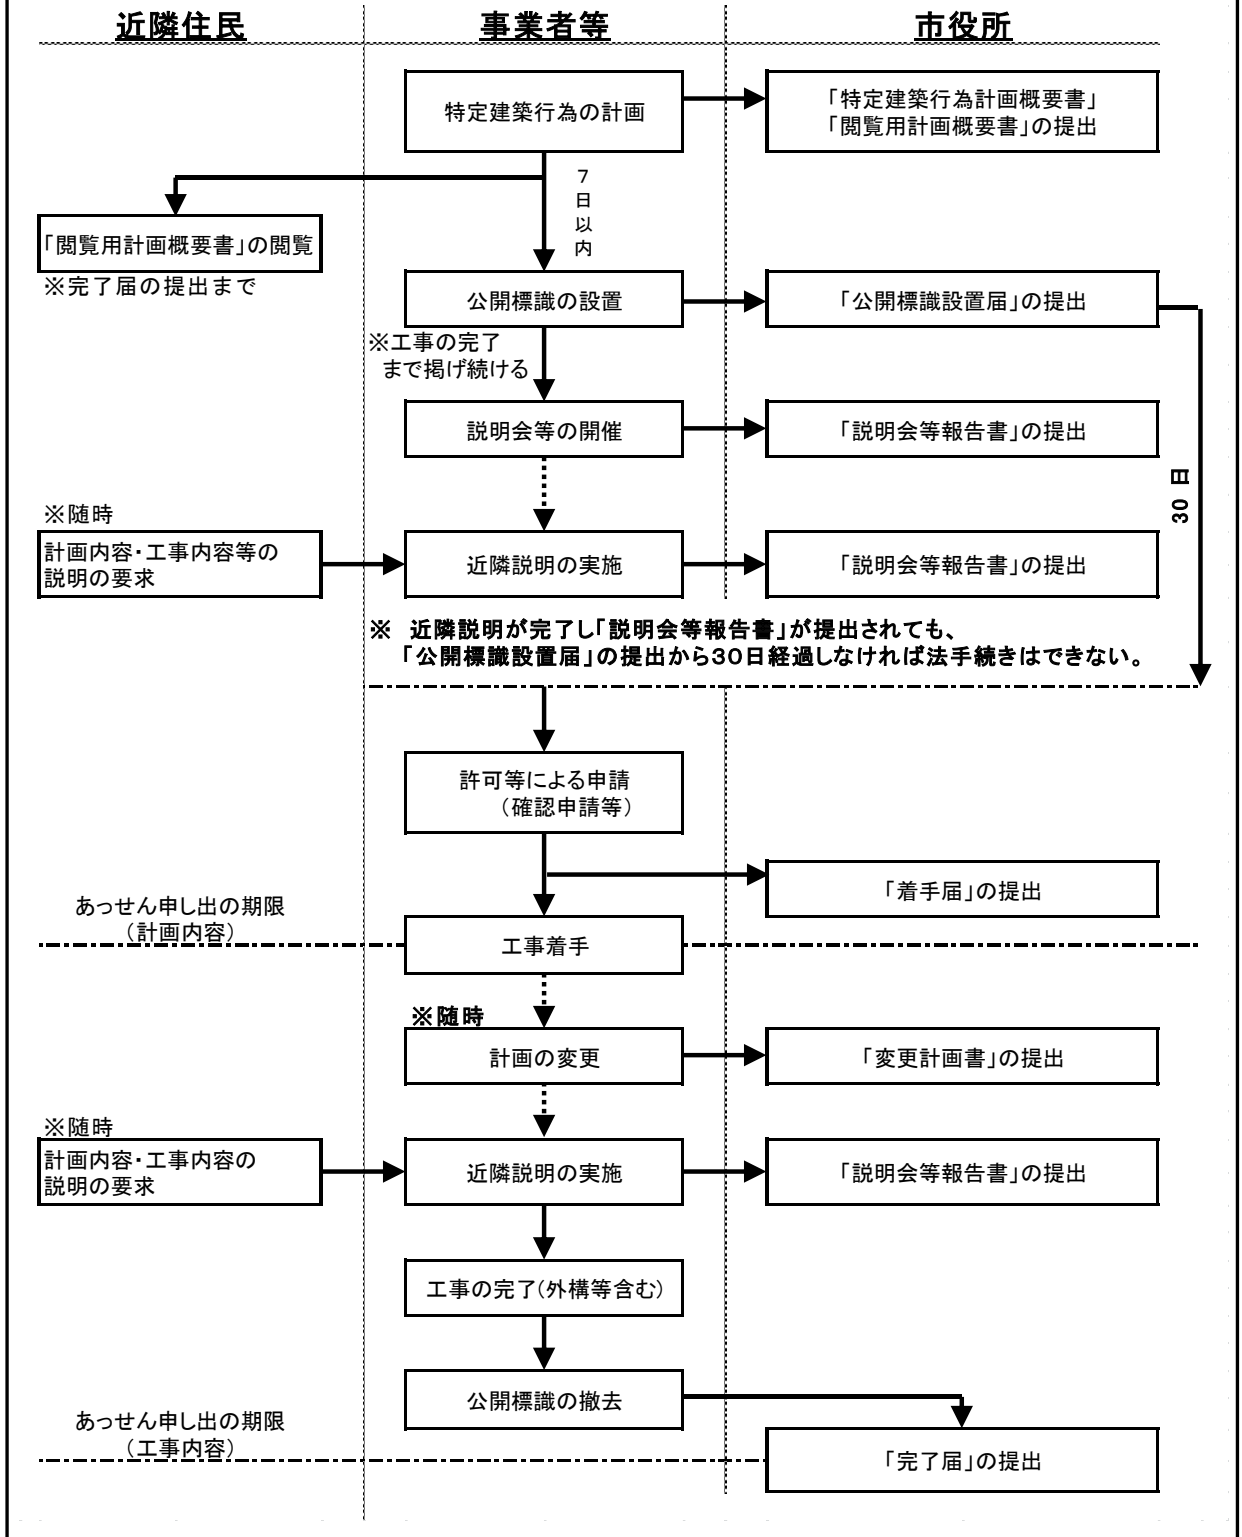 近隣住民
事業者等
市役所
特定建築行為の計画
「特定建築行為計画概要書」
「閲覧用計画概要書」の提出
7日以内
「閲覧用計画概要書」の閲覧
※完了届の提出まで
公開標識の設置
「公開標識設置届」の提出
※工事の完了
まで掲げ続ける
説明会等の開催
「説明会等報告書」の提出
30日
※随時
計画内容・工事内容等の
説明の要求
近隣説明の実施
「説明会等報告書」の提出
※ 近隣説明が完了し「説明会等報告書」が提出されても、
「公開標識設置届」の提出から30日経過しなければ法手続きはできない。
許可等による申請
（確認申請等）
「着手届」の提出
あっせん申し出の期限
（計画内容）
工事着手
※随時
計画の変更
「変更計画書」の提出
※随時
計画内容・工事内容の
説明の要求
近隣説明の実施
「説明会等報告書」の提出
工事の完了（外構等含む）
公開標識の撤去
あっせん申し出の期限
（工事内容）
「完了届」の提出